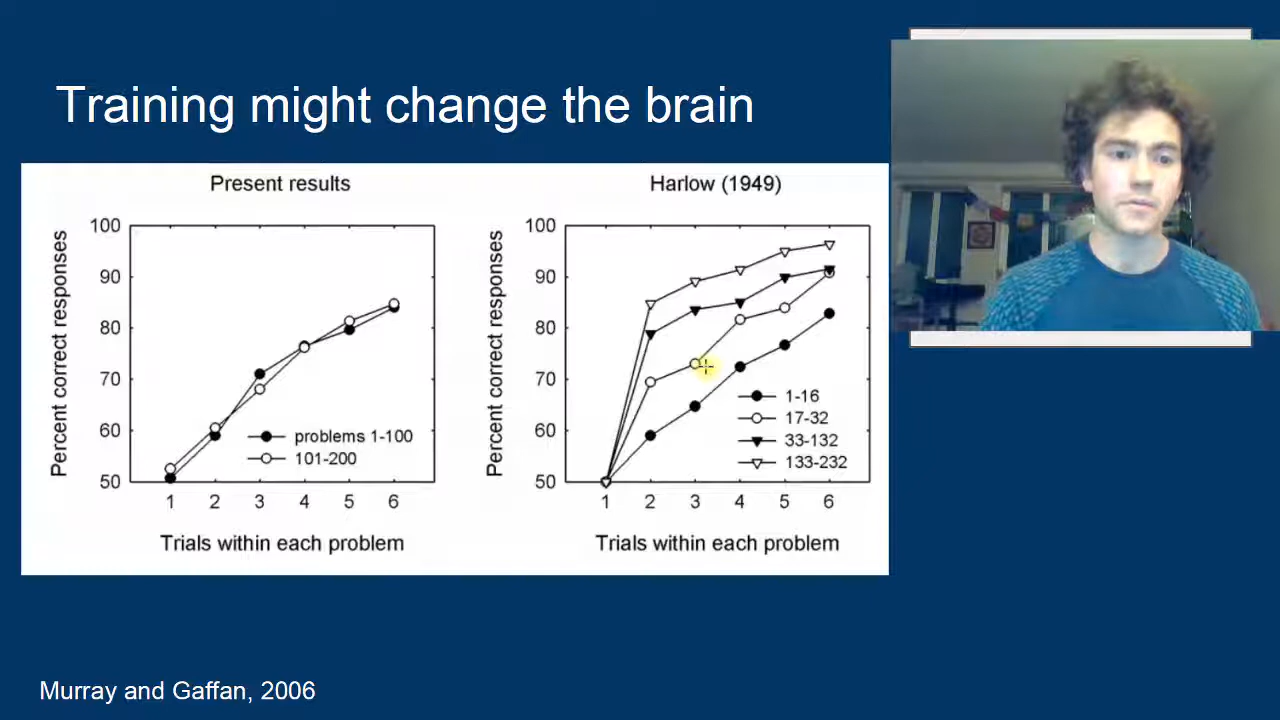 Training might change the brain
Present results
Percent correct responses
100
90
80
70
60
50
problems 1-100
101-200
1 2 3 4 5 6
Trials within each problem
Harlow (1949)
Percent correct responses
100
90
80
70
60
50
1-16
17-32
33-132
133-232
1 2 3 4 5 6
Trials within each problem
Murray and Gaffan, 2006